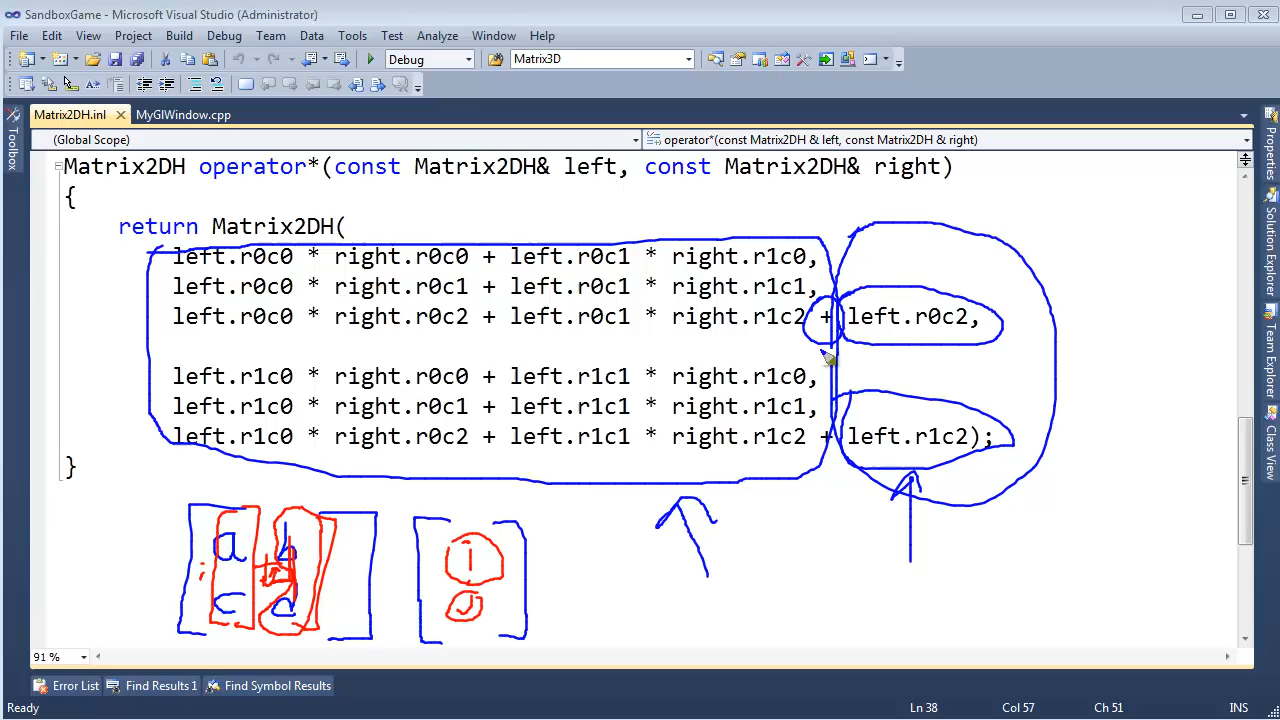 SandboxGame - Microsoft Visual Studio (Administrator)
File Edit View Project Build Debug Team Data Tools Test Analyze Window Help
Debug Matrix3D
Matrix2DH.inl MyGlWindow.cpp
(Global Scope) operator*(const Matrix2DH & left, const Matrix2DH & right)
Matrix2DH operator*(const Matrix2DH& left, const Matrix2DH& right)
{
return Matrix2DH(
left.r0c0 * right.r0c0 + left.r0c1 * right.r1c0,
left.r0c0 * right.r0c1 + left.r0c1 * right.r1c1,
left.r0c0 * right.r0c2 + left.r0c1 * right.r1c2 + left.r0c2,
left.r1c0 * right.r0c0 + left.r1c1 * right.r1c0,
left.r1c0 * right.r0c1 + left.r1c1 * right.r1c1,
left.r1c0 * right.r0c2 + left.r1c1 * right.r1c2 + left.r1c2);
}
a b i
c d j
91 %
Error List Find Results 1 Find Symbol Results
Ready Ln 38 Col 57 Ch 51 INS
Toolbox
Properties
Solution Explorer
Team Explorer
Class View